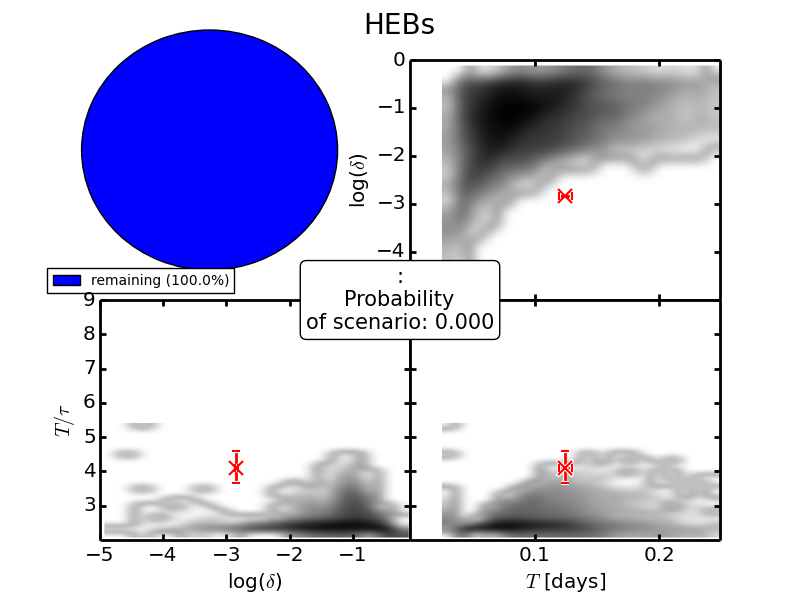 HEBs
0
−1
−2
−3
−4
log(δ)
remaining (100.0%)
:
Probability
of scenario: 0.000
9
8
7
6
5
4
3
T/τ
−5 −4 −3 −2 −1
log(δ)
0.1 0.2
T [days]